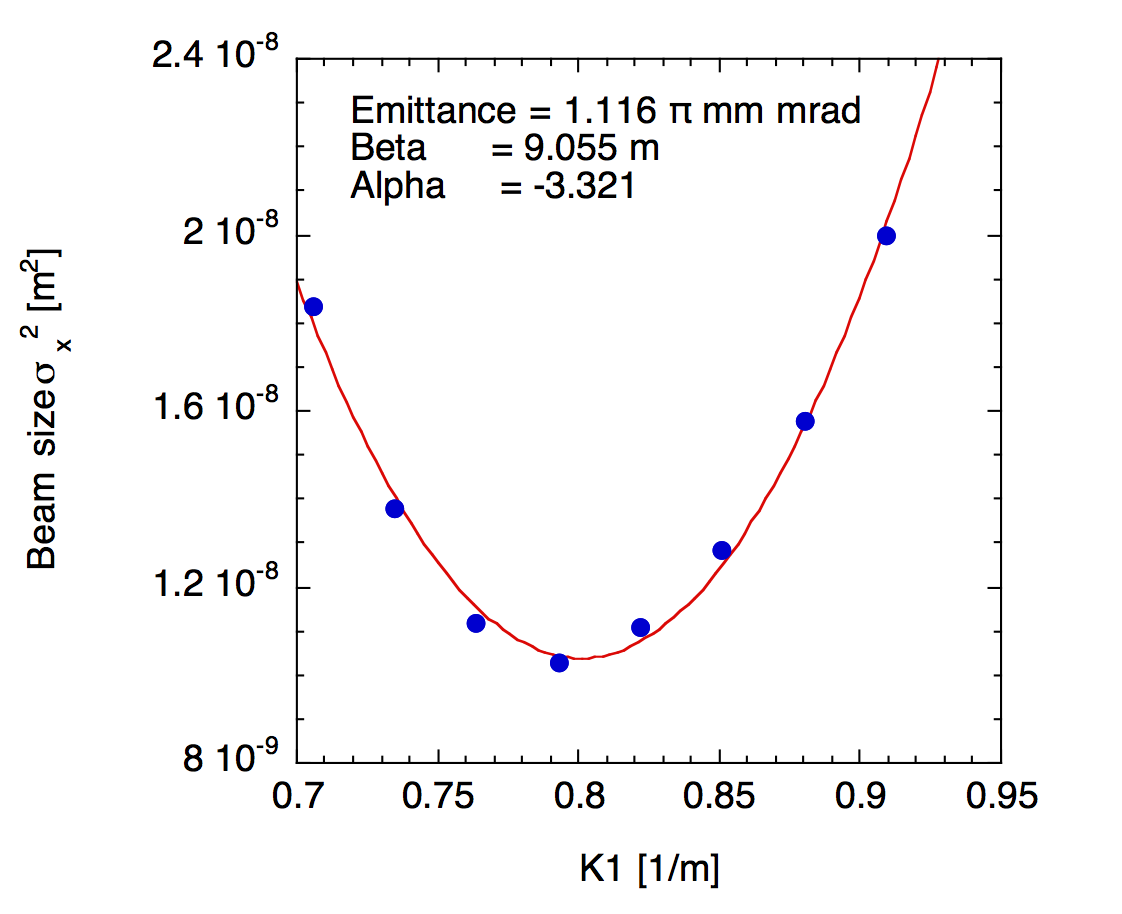 2.4 10-8
Emittance = 1.116 π mm mrad
Beta = 9.055 m
Alpha = -3.321
2 10-8
1.6 10-8
1.2 10-8
8 10-9
Beam size σx2 [m2]
0.7 0.75 0.8 0.85 0.9 0.95
K1 [1/m]